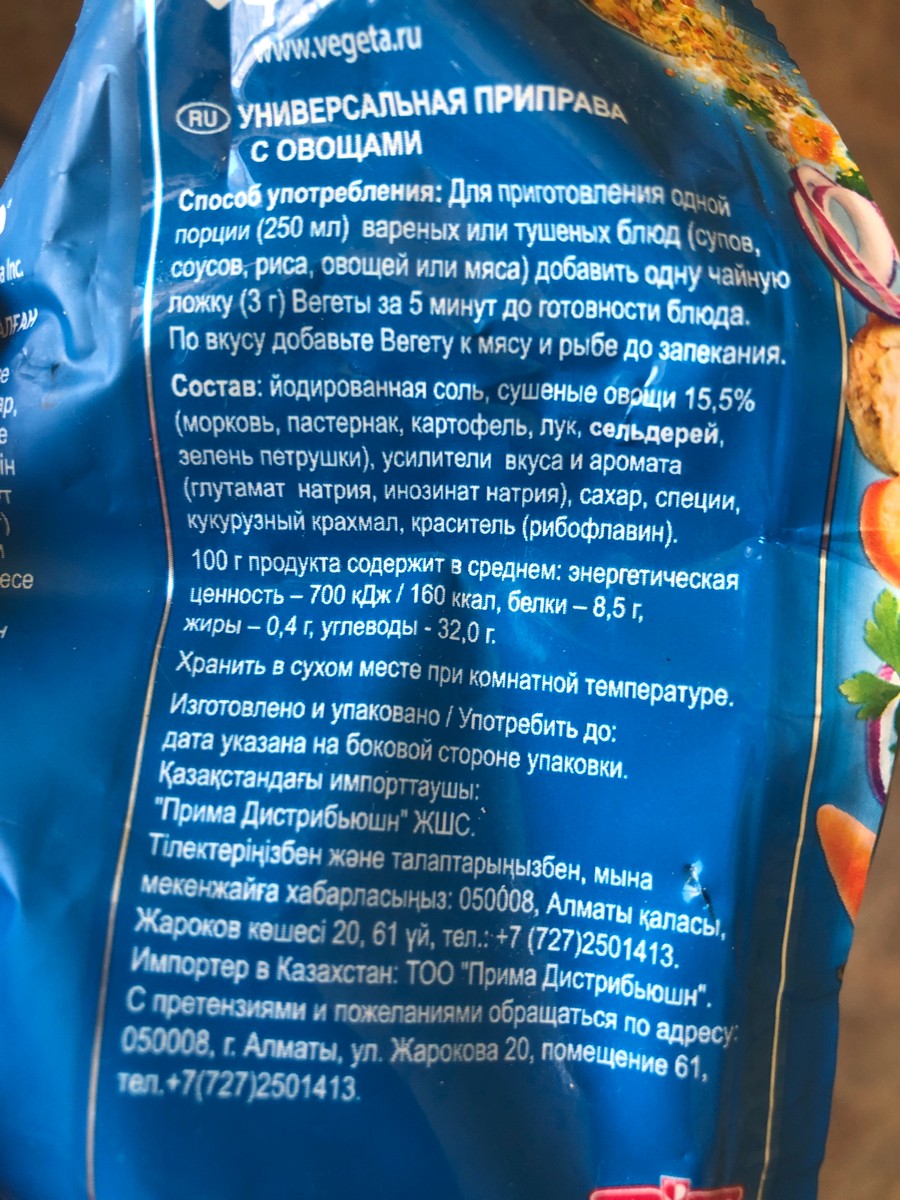 www.vegeta.ru
RU УНИВЕРСАЛЬНАЯ ПРИПРАВА
С ОВОЩАМИ
Способ употребления: Для приготовления одной
порции (250 мл) вареных или тушеных блюд (супов,
соусов, риса, овощей или мяса) добавить одну чайную
ложку (3 г) Вегеты за 5 минут до готовности блюда.
По вкусу добавьте Вегету к мясу и рыбе до запекания.
Состав: йодированная соль, сушеные овощи 15,5%
(морковь, пастернак, картофель, лук, сельдерей,
зелень петрушки), усилители вкуса и аромата
(глутамат натрия, инозинат натрия), сахар, специи,
кукурузный крахмал, краситель (рибофлавин).
100 г продукта содержит в среднем: энергетическая
ценность – 700 кДж / 160 ккал, белки – 8,5 г,
жиры – 0,4 г, углеводы - 32,0 г.
Хранить в сухом месте при комнатной температуре.
Изготовлено и упаковано / Употребить до:
дата указана на боковой стороне упаковки.
Қазақстандағы импорттаушы:
"Прима Дистрибьюшн" ЖШС.
Тілектеріңізбен және талаптарыңызбен, мына
мекенжайға хабарласыңыз: 050008, Алматы қаласы,
Жароков көшесі 20, 61 үй, тел.: +7 (727)2501413.
Импортер в Казахстан: ТОО "Прима Дистрибьюшн".
С претензиями и пожеланиями обращаться по адресу:
050008, г. Алматы, ул. Жарокова 20, помещение 61,
тел.+7(727)2501413.